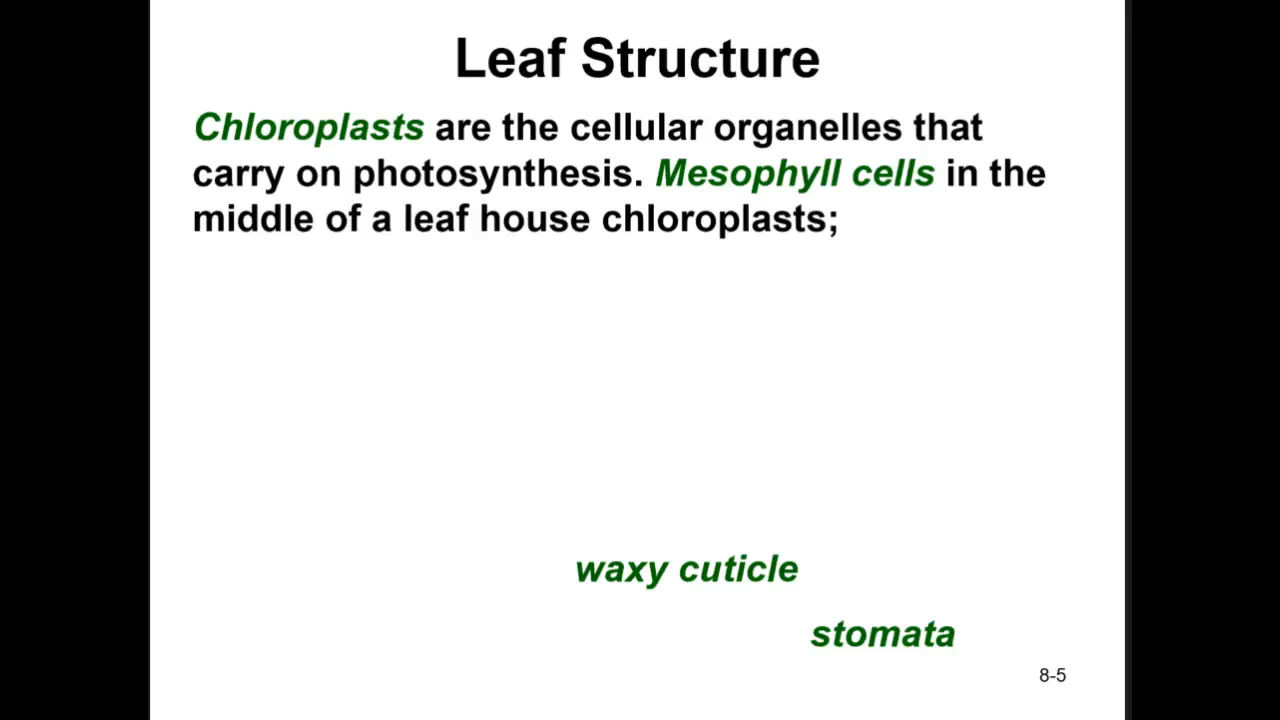 Leaf Structure
Chloroplasts are the cellular organelles that
carry on photosynthesis. Mesophyll cells in the
middle of a leaf house chloroplasts;
waxy cuticle
stomata
8-5